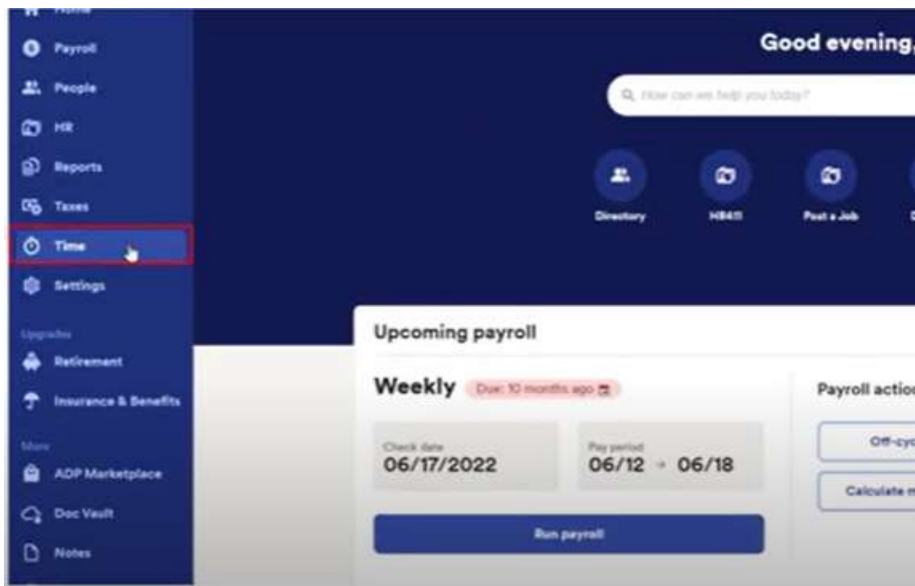 Home
Payroll
People
HR
Reports
Taxes
Time
Settings
Upgrades
Retirement
Insurance & Benefits
More
ADP Marketplace
Doc Vault
Notes
Good evening,
How can we help you today?
Directory
HR411
Post a Job
Upcoming payroll
Weekly
Due: 10 months ago
Check date
06/17/2022
Pay period
06/12 → 06/18
Run payroll
Payroll action
Off-cyc
Calculate m